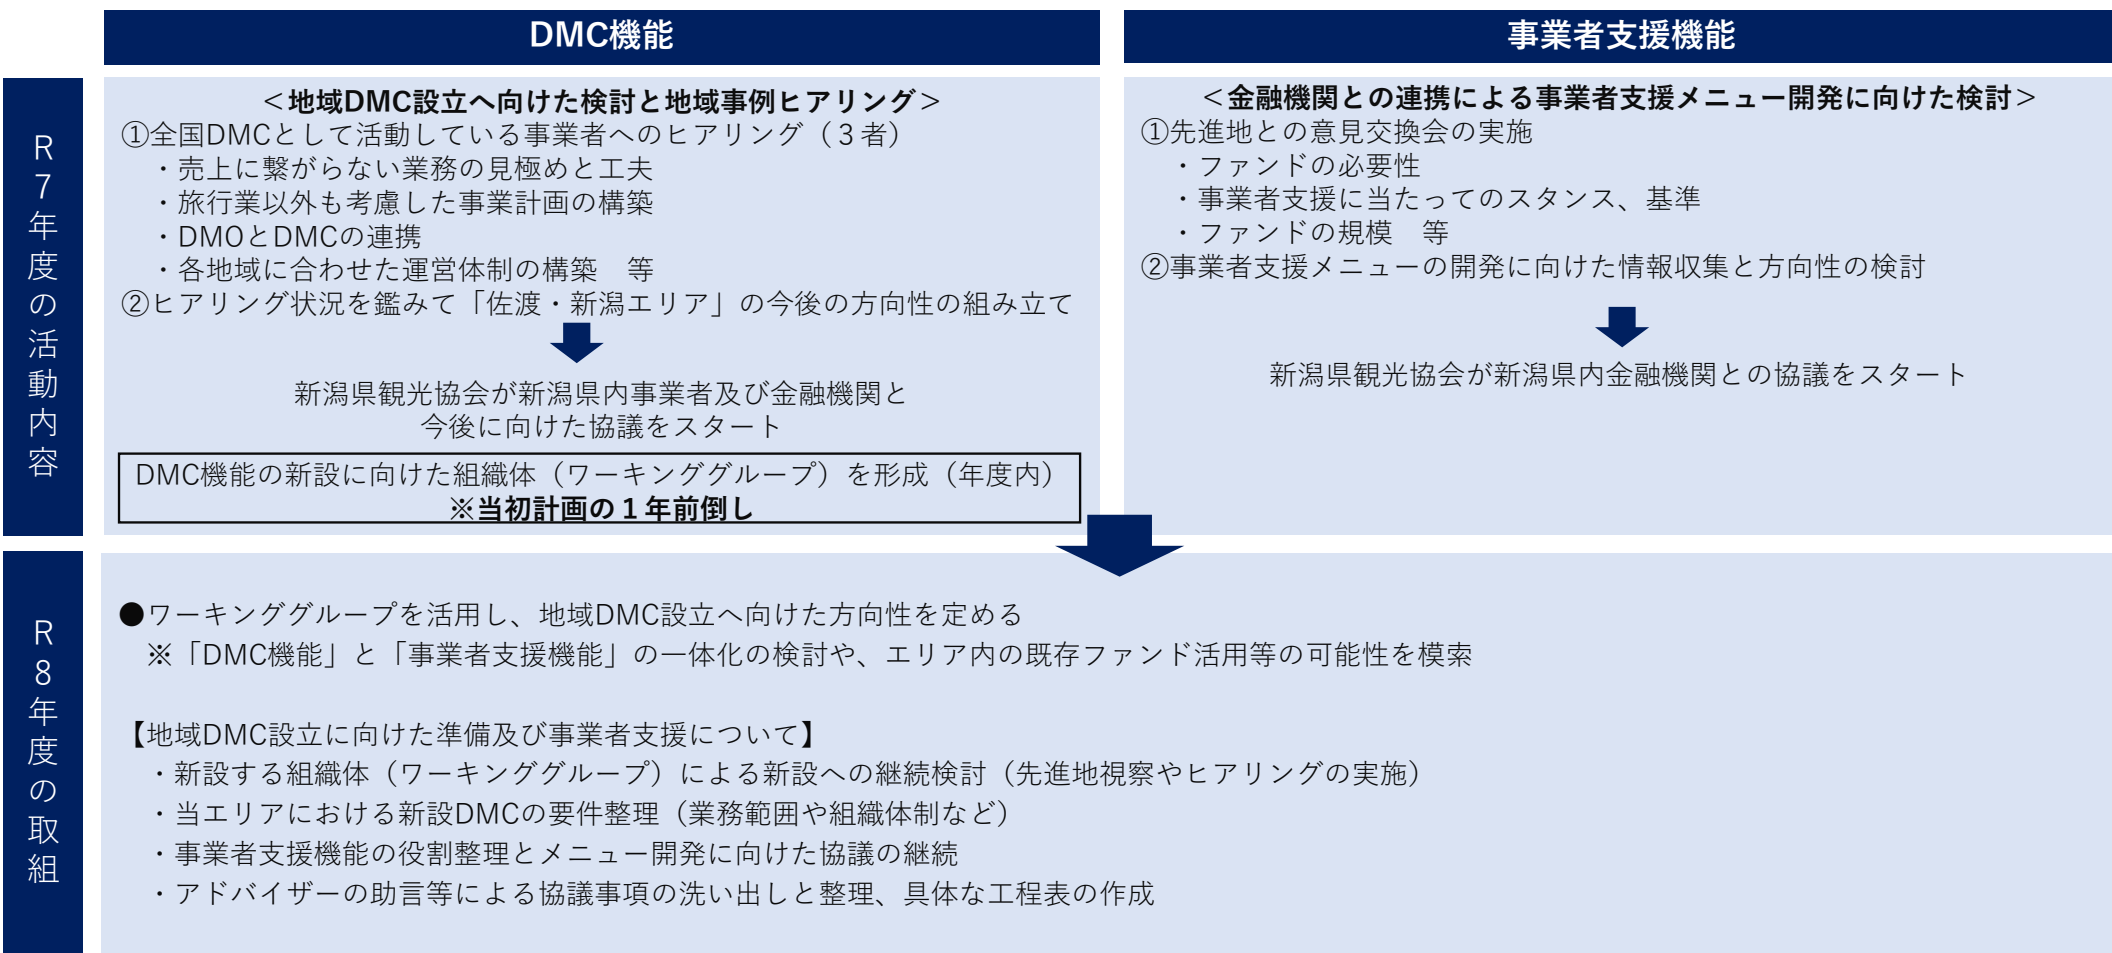 DMC機能
事業者支援機能
R7年度の活動内容
＜地域DMC設立へ向けた検討と地域事例ヒアリング＞
①全国DMCとして活動している事業者へのヒアリング（３者）
・売上に繋がらない業務の見極めと工夫
・旅行業以外も考慮した事業計画の構築
・DMOとDMCの連携
・各地域に合わせた運営体制の構築　等
②ヒアリング状況を鑑みて「佐渡・新潟エリア」の今後の方向性の組み立て
新潟県観光協会が新潟県内事業者及び金融機関と
今後に向けた協議をスタート
DMC機能の新設に向けた組織体（ワーキンググループ）を形成（年度内）
※当初計画の１年前倒し
＜金融機関との連携による事業者支援メニュー開発に向けた検討＞
①先進地との意見交換会の実施
・ファンドの必要性
・事業者支援に当たってのスタンス、基準
・ファンドの規模　等
②事業者支援メニューの開発に向けた情報収集と方向性の検討
新潟県観光協会が新潟県内金融機関との協議をスタート
R8年度の取組
●ワーキンググループを活用し、地域DMC設立へ向けた方向性を定める
※「DMC機能」と「事業者支援機能」の一体化の検討や、エリア内の既存ファンド活用等の可能性を模索
【地域DMC設立に向けた準備及び事業者支援について】
・新設する組織体（ワーキンググループ）による新設への継続検討（先進地視察やヒアリングの実施）
・当エリアにおける新設DMCの要件整理（業務範囲や組織体制など）
・事業者支援機能の役割整理とメニュー開発に向けた協議の継続
・アドバイザーの助言等による協議事項の洗い出しと整理、具体な工程表の作成